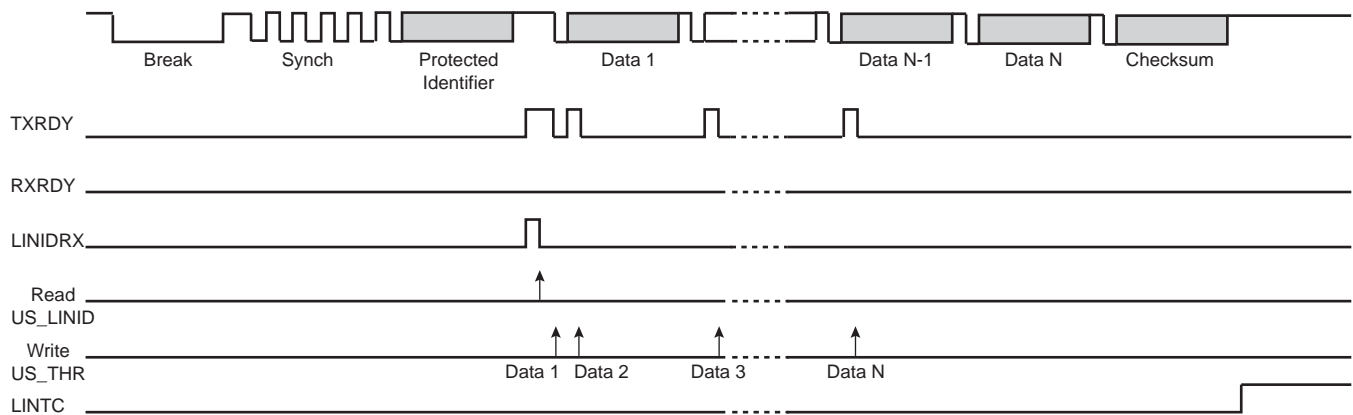 Break Synch Protected Data 1 Data N-1 Data N Checksum
Identifier
TXRDY
RXRDY
LINIDRX
Read
US_LINID
Write
US_THR Data 1 Data 2 Data 3 Data N
LINTC